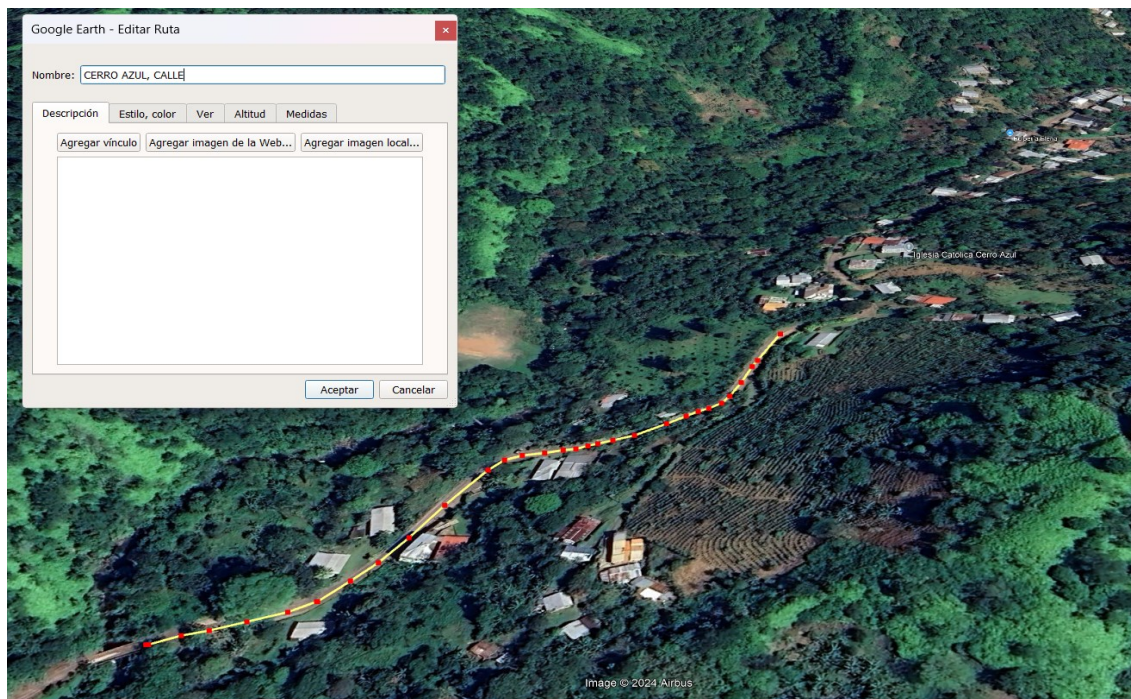 Google Earth - Editar Ruta
Nombre: CERRO AZUL, CALLE
Descripción Estilo, color Ver Altitud Medidas
Agregar vínculo Agregar imagen de la Web... Agregar imagen local...
Aceptar Cancelar
Iglesia Catolica Cerro Azul
Image © 2024 Airbus